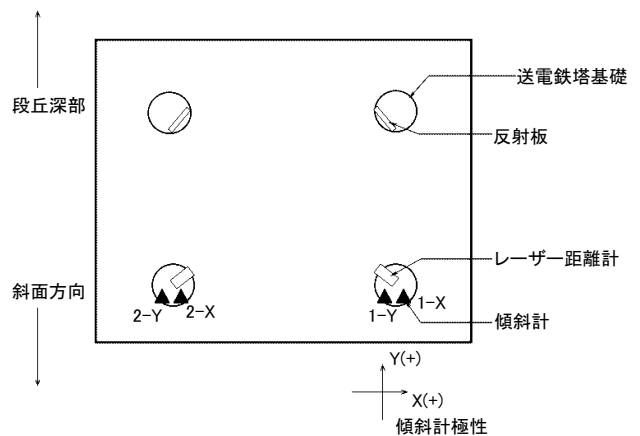 送電鉄塔基礎
段丘深部
反射板
レーザー距離計
斜面方向
2-Y
2-X
1-Y
1-X
傾斜計
Y(+)
X(+)
傾斜計極性